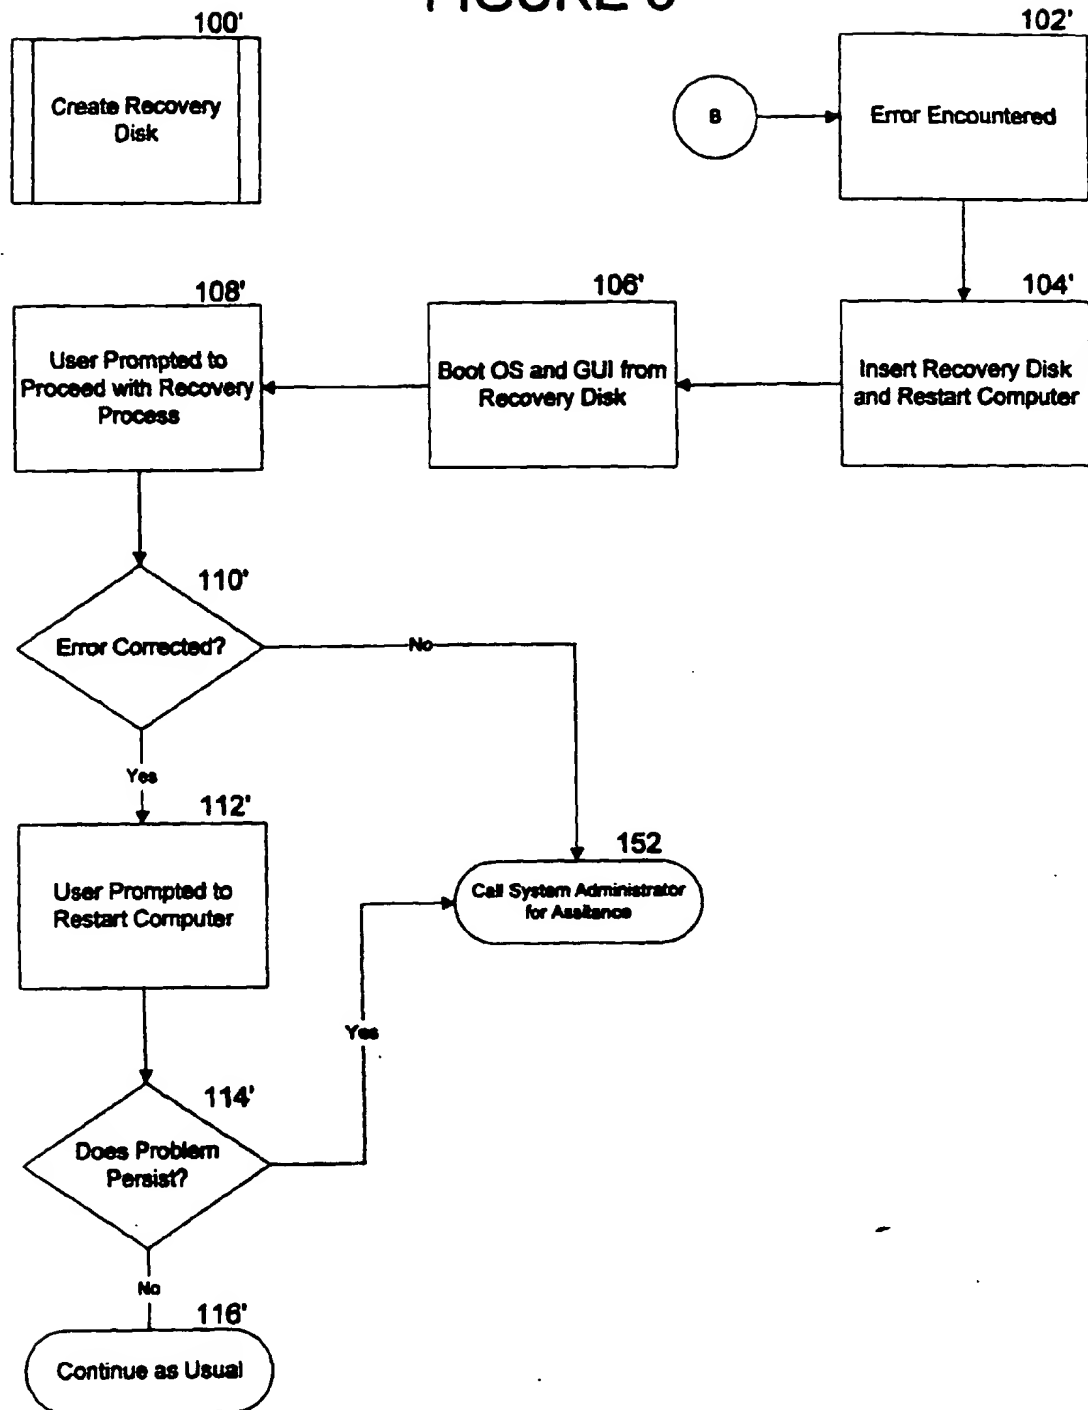 FIGURE
100'
Create Recovery
Disk
B
102'
Error Encountered
108'
User Prompted to
Proceed with Recovery
Process
106'
Boot OS and GUI from
Recovery Disk
104'
Insert Recovery Disk
and Restart Computer
110'
Error Corrected?
No
Yes
112'
User Prompted to
Restart Computer
152
Call System Administrator
for Assitance
Yes
114'
Does Problem
Persist?
No
116'
Continue as Usual